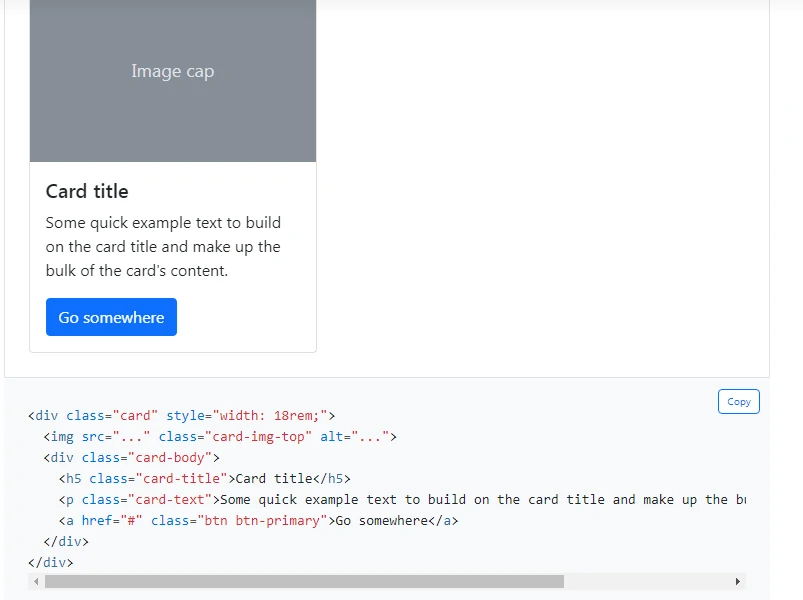 Image cap
Card title
Some quick example text to build
on the card title and make up the
bulk of the card's content.
Go somewhere
Copy
<div class="card" style="width: 18rem;">
<img src="..." class="card-img-top" alt="...">
<div class="card-body">
<h5 class="card-title">Card title</h5>
<p class="card-text">Some quick example text to build on the card title and make up the
<a href="#" class="btn btn-primary">Go somewhere</a>
</div>
</div>